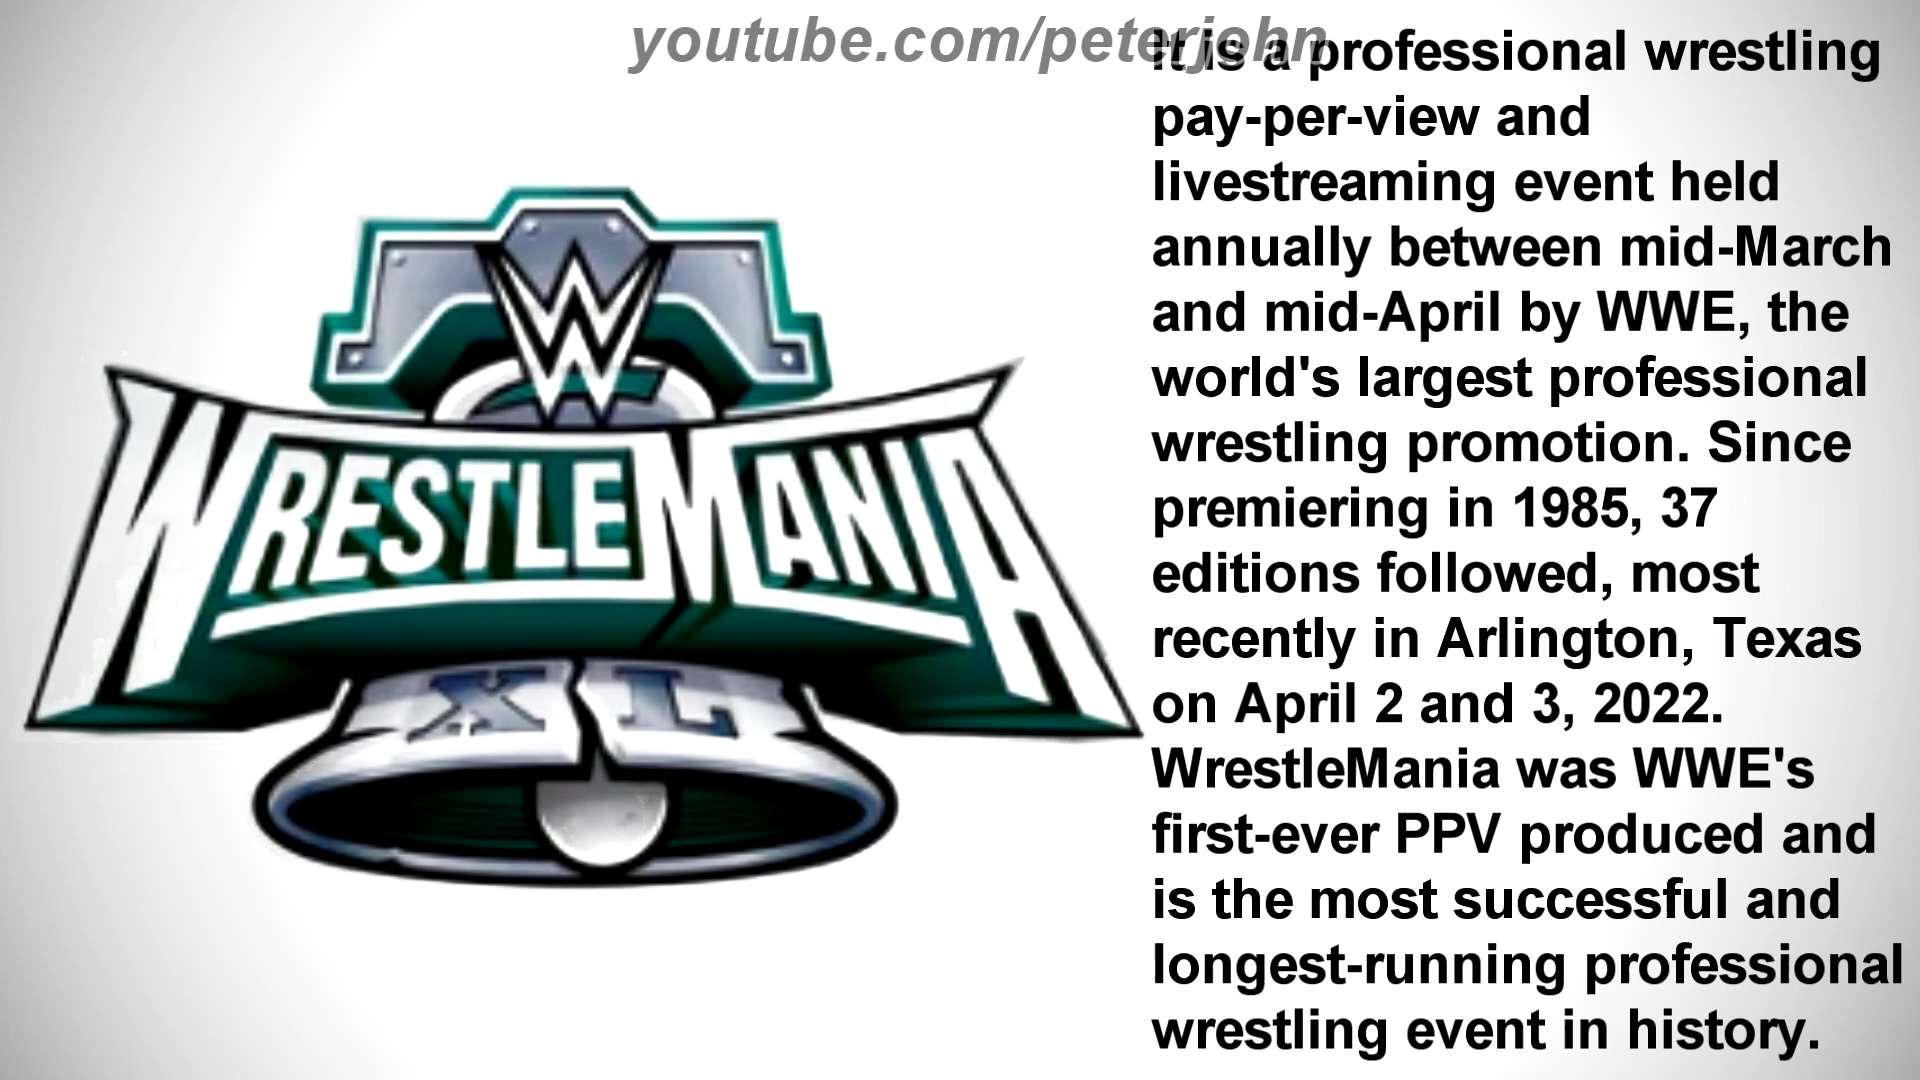 youtube.com/peterjohn
It is a professional wrestling
pay-per-view and
livestreaming event held
annually between mid-March
and mid-April by WWE, the
world's largest professional
wrestling promotion. Since
premiering in 1985, 37
editions followed, most
recently in Arlington, Texas
on April 2 and 3, 2022.
WrestleMania was WWE's
first-ever PPV produced and
is the most successful and
longest-running professional
wrestling event in history.
W
WRESTLEMANIA
XL